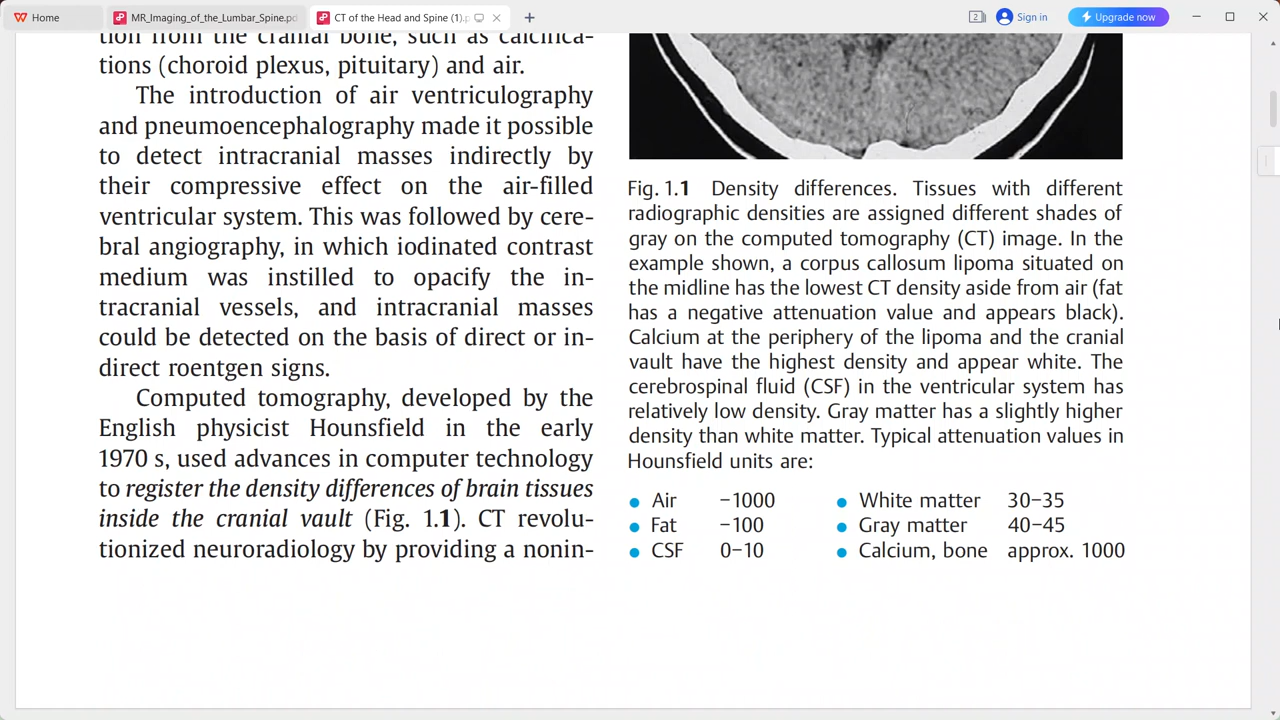 Home
MR_Imaging_of_the_Lumbar_Spine.pd
CT of the Head and Spine (1).p
2
Sign in
Upgrade now
tion from the cranial bone, such as calcifica-
tions (choroid plexus, pituitary) and air.
The introduction of air ventriculography
and pneumoencephalography made it possible
to detect intracranial masses indirectly by
their compressive effect on the air-filled
ventricular system. This was followed by cere-
bral angiography, in which iodinated contrast
medium was instilled to opacify the in-
tracranial vessels, and intracranial masses
could be detected on the basis of direct or in-
direct roentgen signs.
Computed tomography, developed by the
English physicist Hounsfield in the early
1970 s, used advances in computer technology
to register the density differences of brain tissues
inside the cranial vault (Fig. 1.1). CT revolu-
tionized neuroradiology by providing a nonin-
Fig. 1.1 Density differences. Tissues with different
radiographic densities are assigned different shades of
gray on the computed tomography (CT) image. In the
example shown, a corpus callosum lipoma situated on
the midline has the lowest CT density aside from air (fat
has a negative attenuation value and appears black).
Calcium at the periphery of the lipoma and the cranial
vault have the highest density and appear white. The
cerebrospinal fluid (CSF) in the ventricular system has
relatively low density. Gray matter has a slightly higher
density than white matter. Typical attenuation values in
Hounsfield units are:
• Air −1000 • White matter 30–35
• Fat −100 • Gray matter 40–45
• CSF 0–10 • Calcium, bone approx. 1000